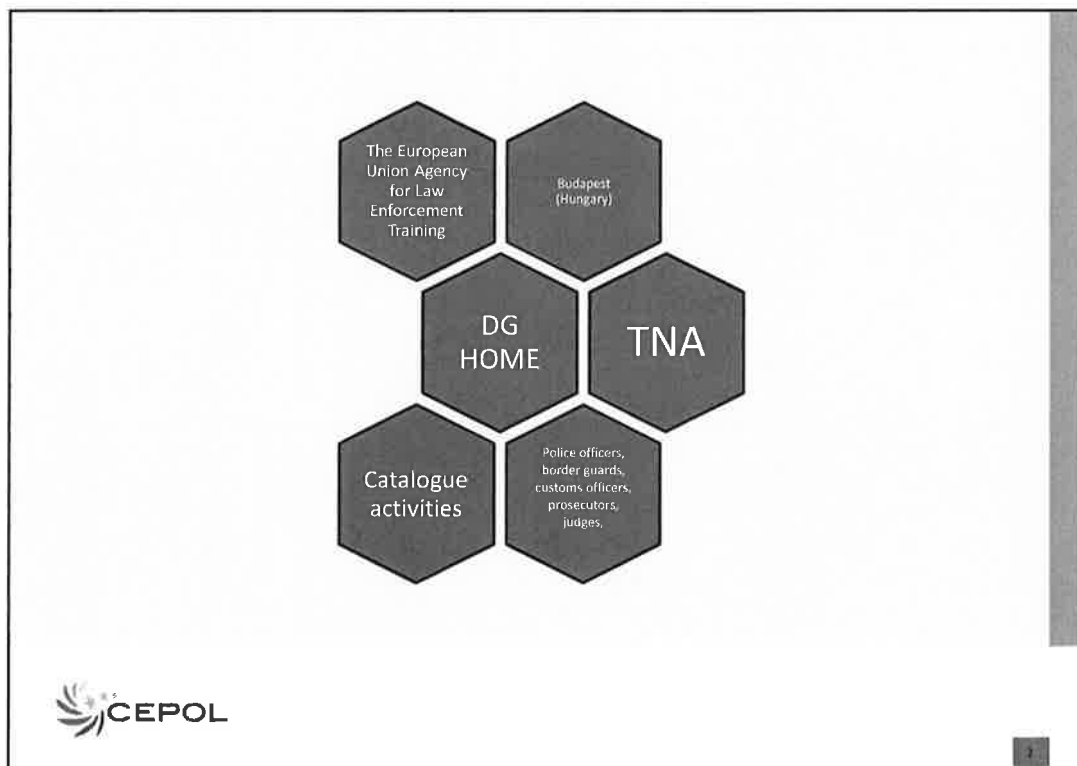 The European
Union Agency
for Law
Enforcement
Training
Budapest
(Hungary)
DG
HOME
TNA
Catalogue
activities
Police officers,
border guards,
customs officers,
prosecutors,
judges,
CEPOL